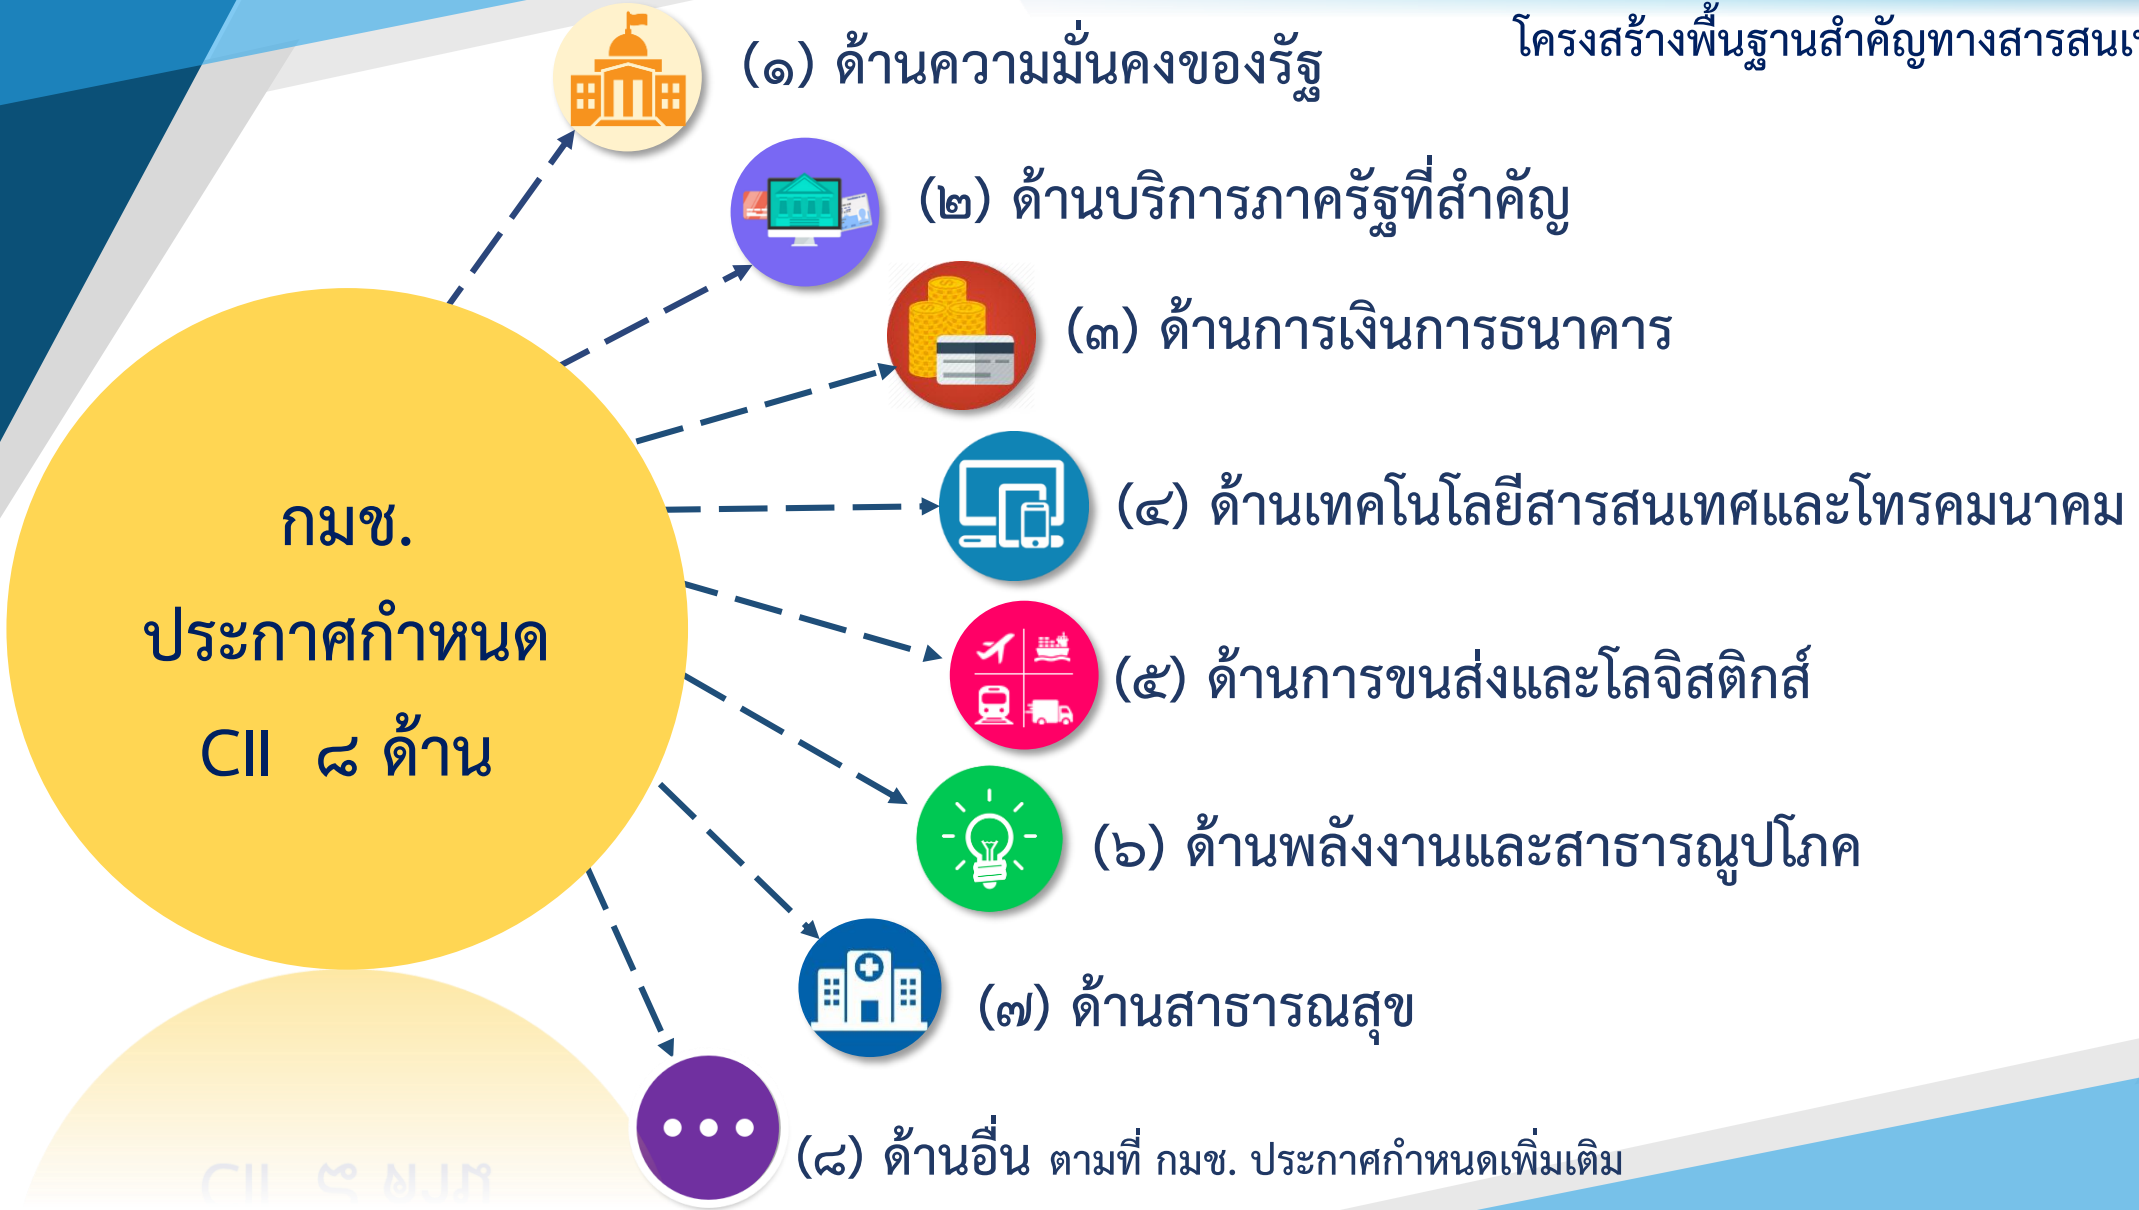 โครงสร้างพื้นฐานสำคัญทางสารสนเ
(๑) ด้านความมั่นคงของรัฐ
(๒) ด้านบริการภาครัฐที่สำคัญ
(๓) ด้านการเงินการธนาคาร
(๔) ด้านเทคโนโลยีสารสนเทศและโทรคมนาคม
(๕) ด้านการขนส่งและโลจิสติกส์
(๖) ด้านพลังงานและสาธารณูปโภค
(๗) ด้านสาธารณสุข
(๘) ด้านอื่น ตามที่ กมช. ประกาศกำหนดเพิ่มเติม
กมช.
ประกาศกำหนด
CII ๘ ด้าน